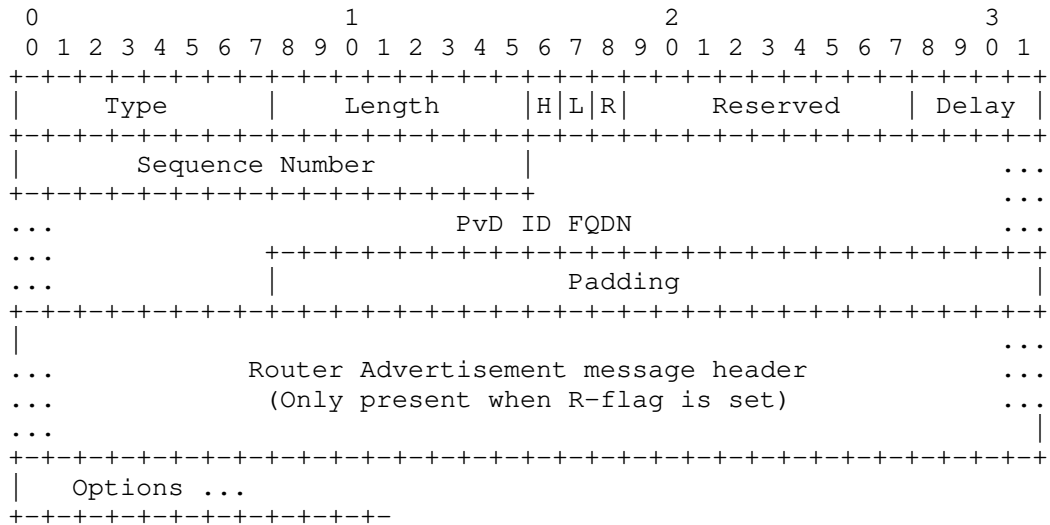 0                   1                   2                   3
 0 1 2 3 4 5 6 7 8 9 0 1 2 3 4 5 6 7 8 9 0 1 2 3 4 5 6 7 8 9 0 1
+-+-+-+-+-+-+-+-+-+-+-+-+-+-+-+-+-+-+-+-+-+-+-+-+-+-+-+-+-+-+-+-+
|     Type      |    Length     |H|L|R|     Reserved    | Delay |
+-+-+-+-+-+-+-+-+-+-+-+-+-+-+-+-+-+-+-+-+-+-+-+-+-+-+-+-+-+-+-+-+
|       Sequence Number         |                             ...
+-+-+-+-+-+-+-+-+-+-+-+-+-+-+-+-+                             ...
...                         PvD ID FQDN                       ...
...             +-+-+-+-+-+-+-+-+-+-+-+-+-+-+-+-+-+-+-+-+-+-+-+-+
...             |                  Padding                      |
+-+-+-+-+-+-+-+-+-+-+-+-+-+-+-+-+-+-+-+-+-+-+-+-+-+-+-+-+-+-+-+-+
|                                                             ...
...            Router Advertisement message header            ...
...             (Only present when R-flag is set)             ...
...                                                             |
+-+-+-+-+-+-+-+-+-+-+-+-+-+-+-+-+-+-+-+-+-+-+-+-+-+-+-+-+-+-+-+-+
|   Options ...
+-+-+-+-+-+-+-+-+-+-+-+-